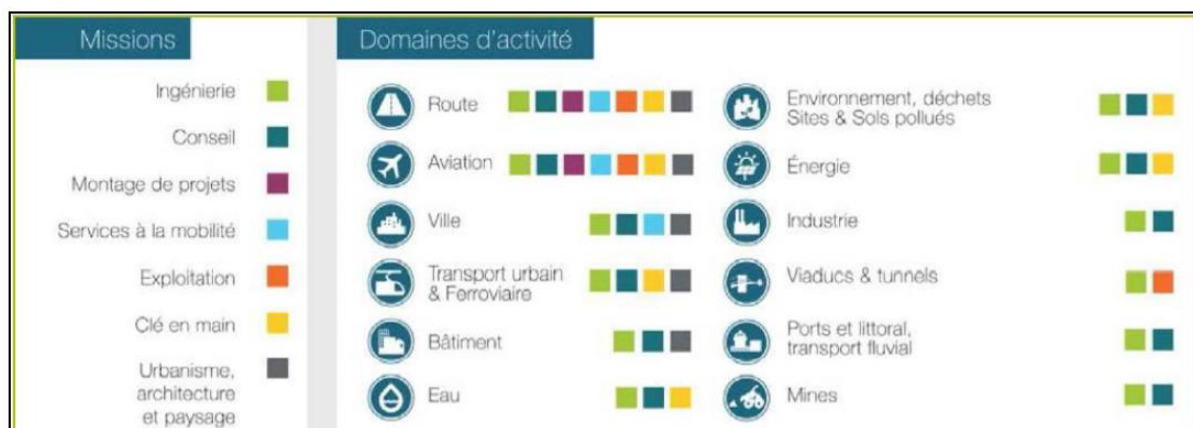 Missions
Ingénierie
Conseil
Montage de projets
Services à la mobilité
Exploitation
Clé en main
Urbanisme,
architecture
et paysage
Domaines d'activité
Route
Aviation
Ville
Transport urbain
& Ferroviaire
Bâtiment
Eau
Environnement, déchets
Sites & Sols pollués
Énergie
Industrie
Viaducs & tunnels
Ports et littoral,
transport fluvial
Mines